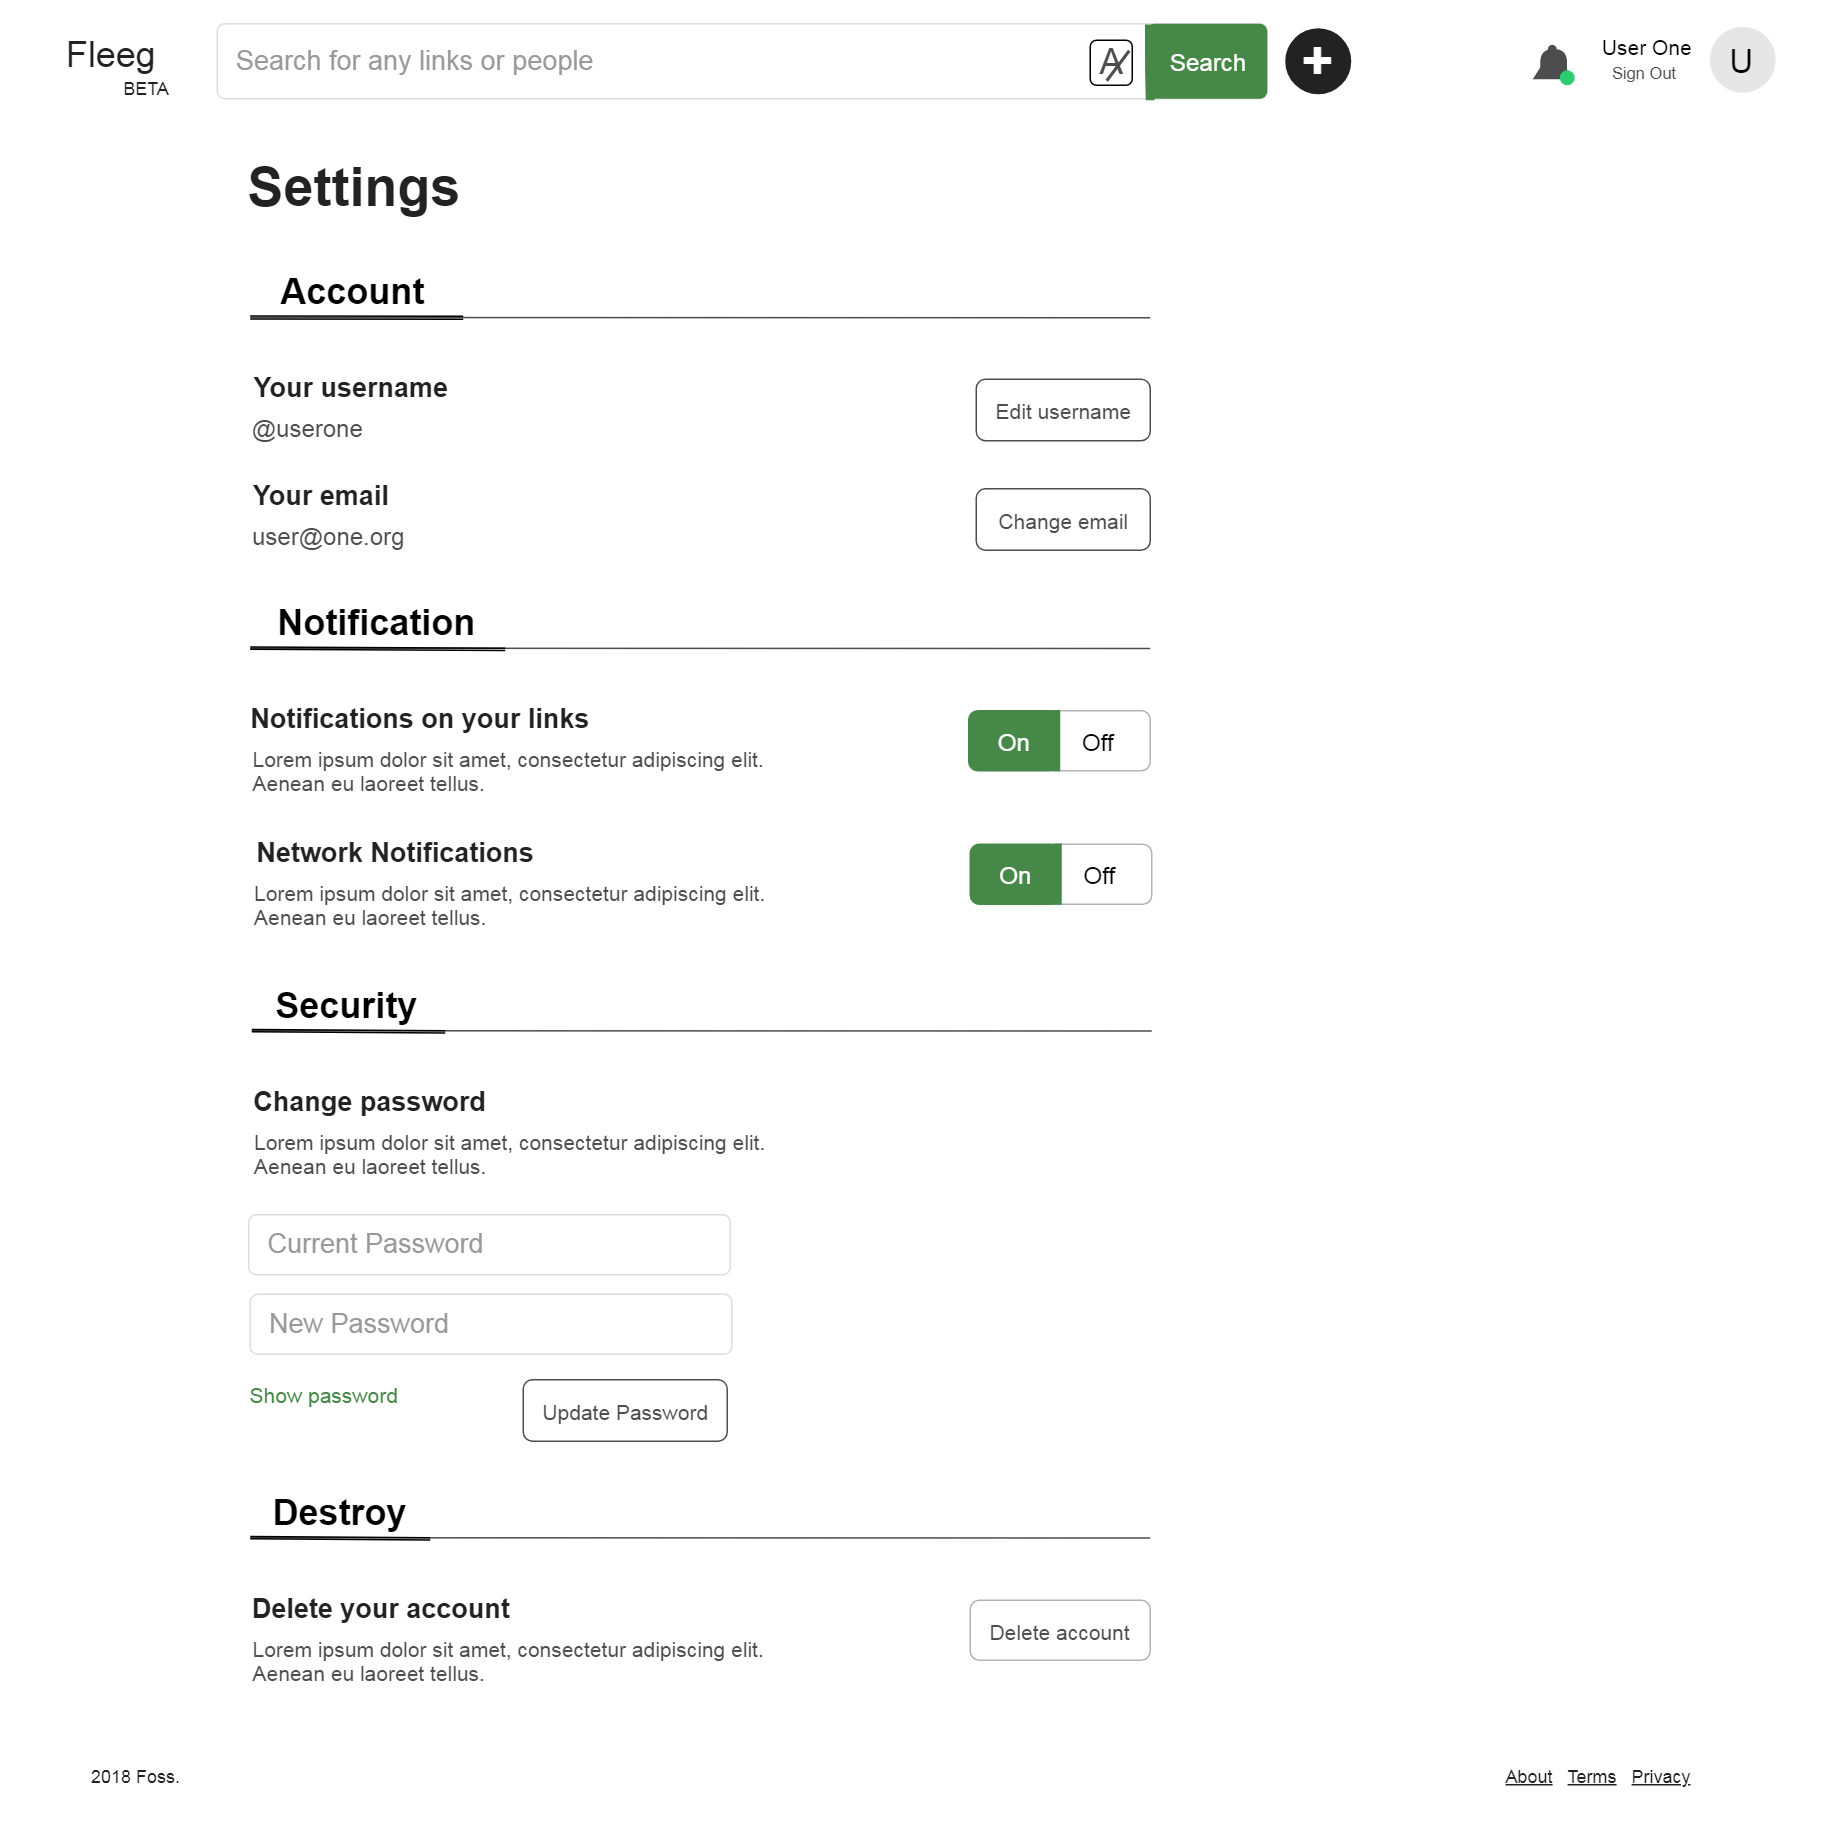 Fleeg
BETA
Search for any links or people
A
Search
User One
Sign Out
U
Settings
Account
Your username
@userone
Edit username
Your email
user@one.org
Change email
Notification
Notifications on your links
Lorem ipsum dolor sit amet, consectetur adipiscing elit.
Aenean eu laoreet tellus.
On Off
Network Notifications
Lorem ipsum dolor sit amet, consectetur adipiscing elit.
Aenean eu laoreet tellus.
On Off
Security
Change password
Lorem ipsum dolor sit amet, consectetur adipiscing elit.
Aenean eu laoreet tellus.
Current Password
New Password
Show password
Update Password
Destroy
Delete your account
Lorem ipsum dolor sit amet, consectetur adipiscing elit.
Aenean eu laoreet tellus.
Delete account
2018 Foss.
About Terms Privacy